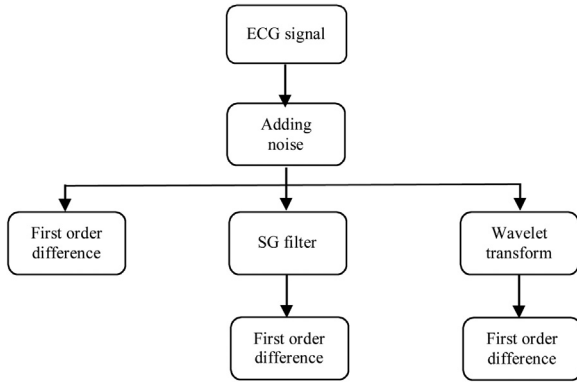 ECG signal
Adding
noise
First order
difference
SG filter
Wavelet
transform
First order
difference
First order
difference